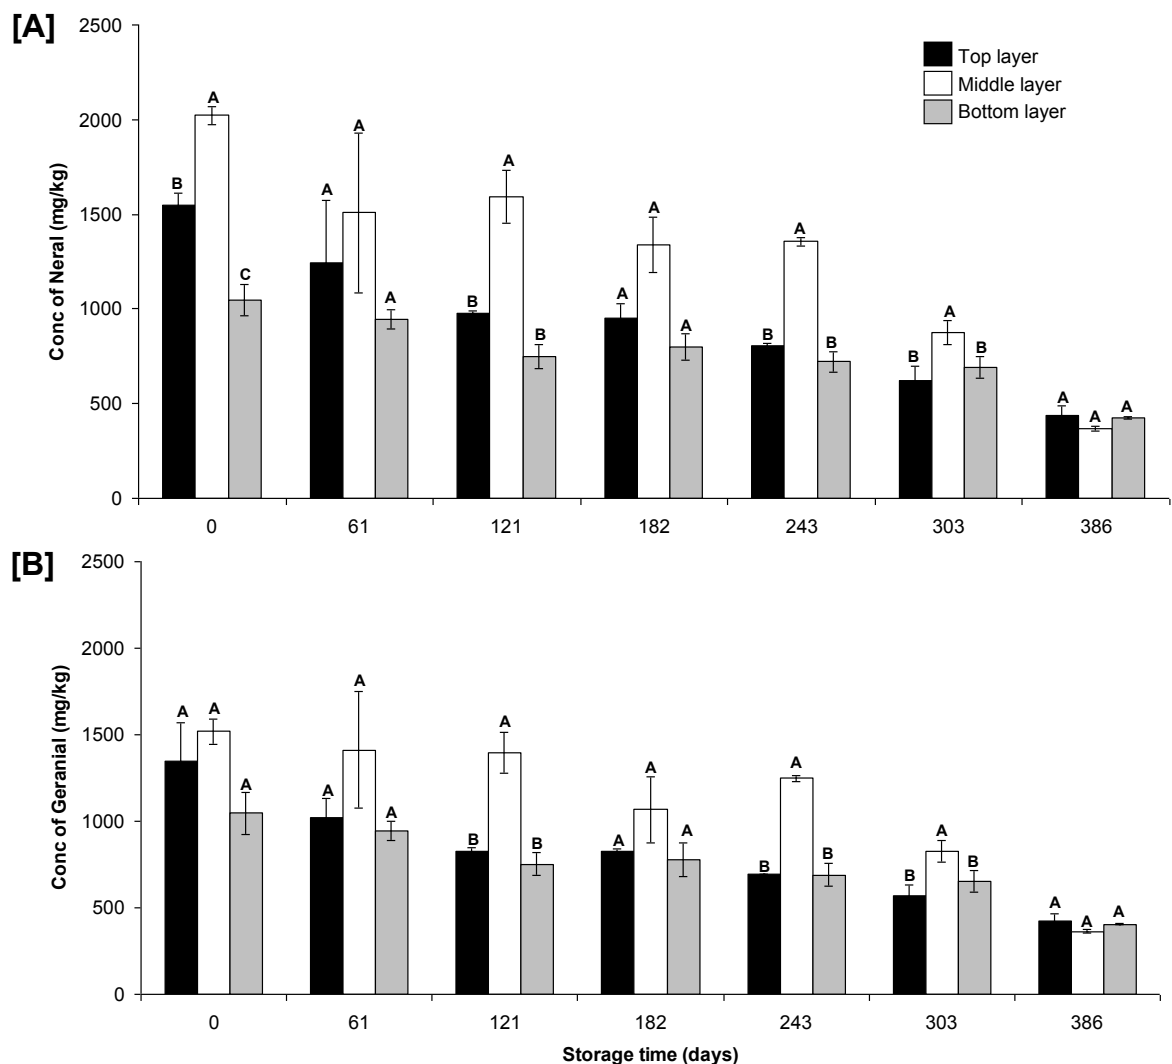 [A]
2500
2000
1500
1000
500
0
Conc of Neral (mg/kg)
Top layer
Middle layer
Bottom layer
B A C
A A A
B A B
A A A
B A B
B A B
A A A
0 61 121 182 243 303 386
[B]
2500
2000
1500
1000
500
0
Conc of Geranial (mg/kg)
A A A
A A A
B A B
A A A
B A B
B A B
A A A
0 61 121 182 243 303 386
Storage time (days)